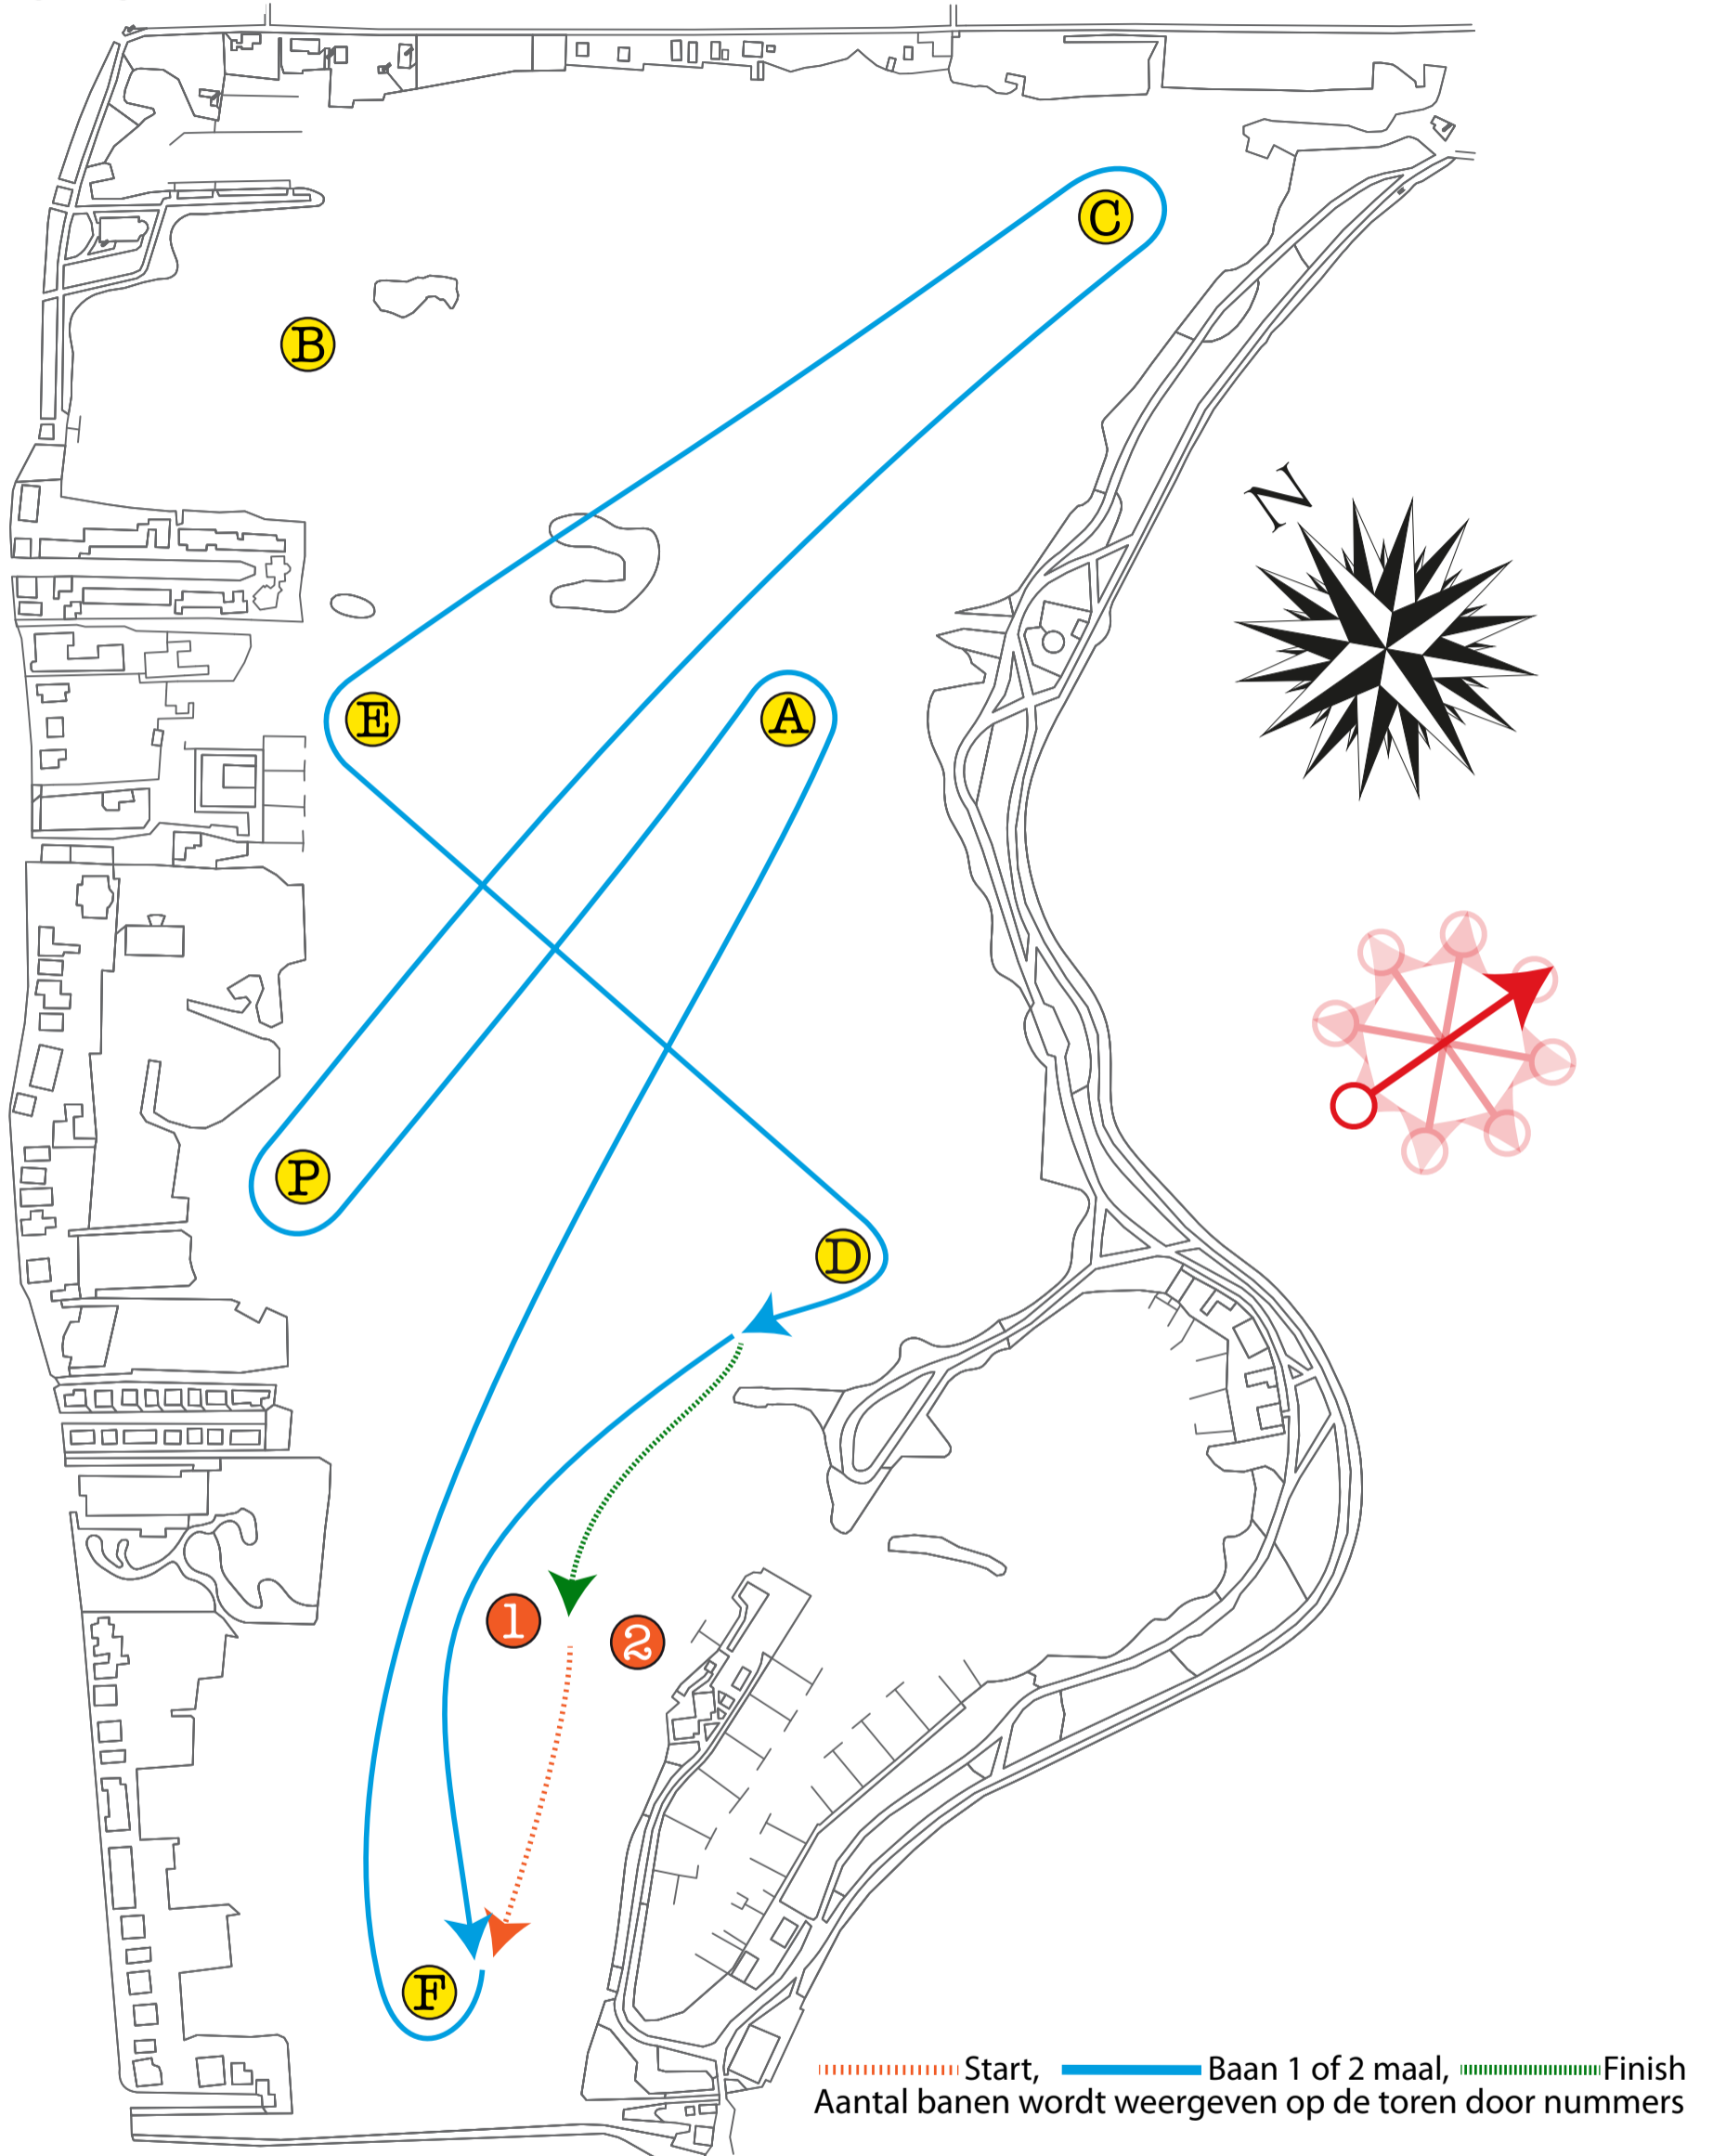 C
B
N
E
A
P
D
1
2
F
Start, Baan 1 of 2 maal, Finish
Aantal banen wordt weergeven op de toren door nummers